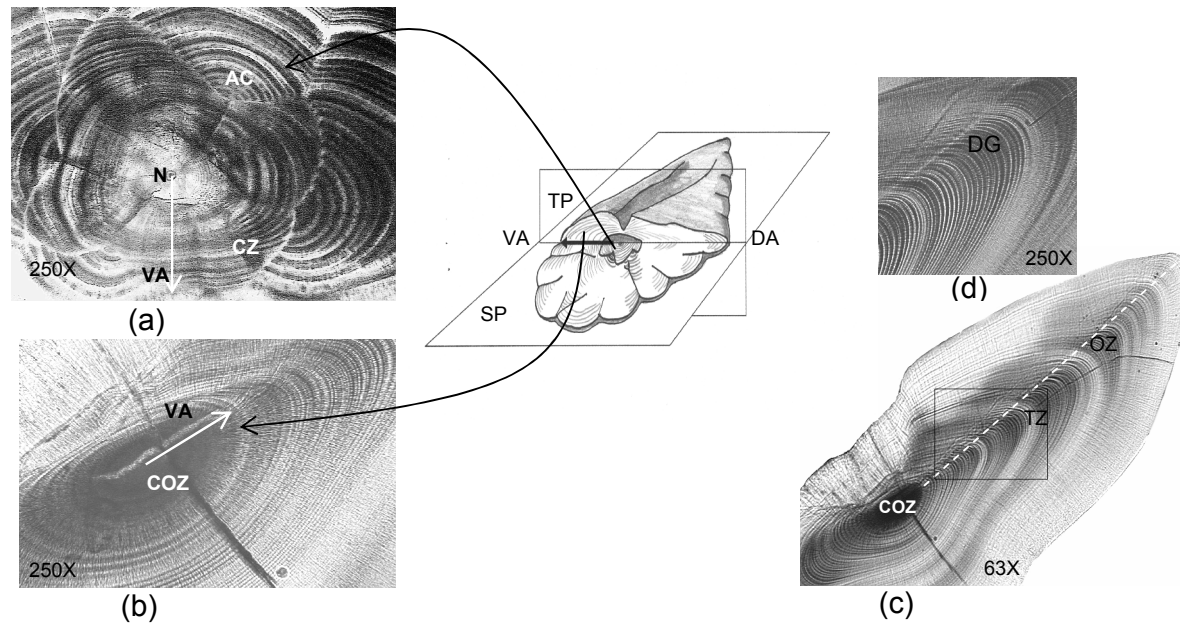 AC
N
CZ
VA
250X
(a)
VA
COZ
250X
(b)
TP
VA
DA
SP
DG
250X
(d)
OZ
TZ
COZ
63X
(c)